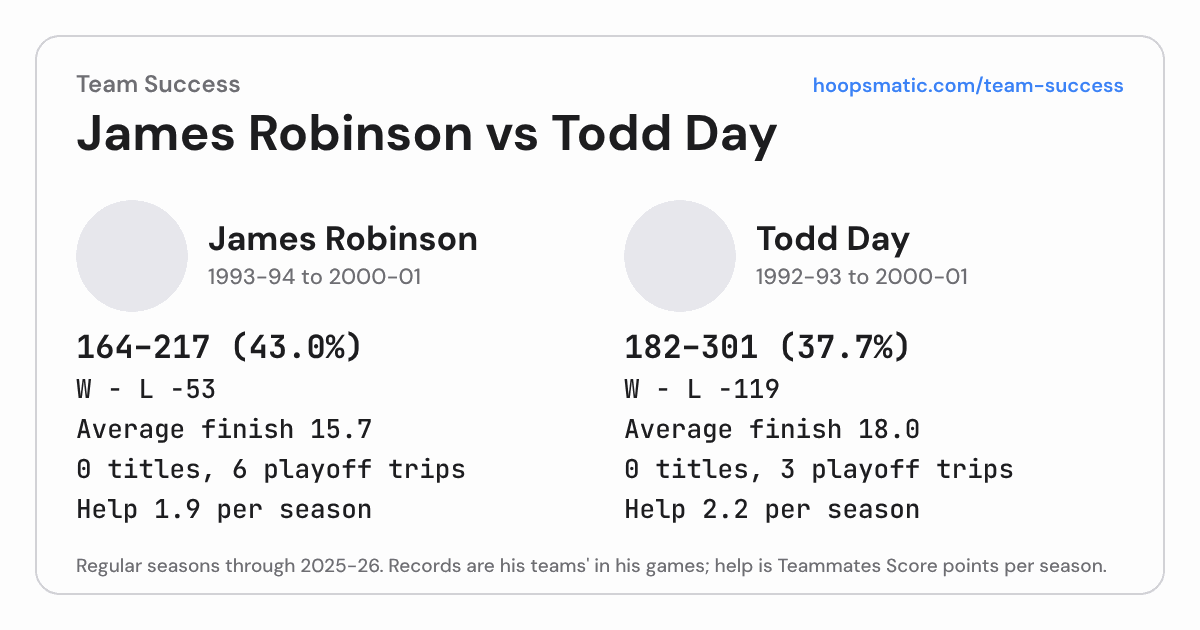 Team Success
hoopsmatic.com/team-success
James Robinson vs Todd Day
James Robinson
1993-94 to 2000-01
164-217 (43.0%)
W - L -53
Average finish 15.7
0 titles, 6 playoff trips
Help 1.9 per season
Todd Day
1992-93 to 2000-01
182-301 (37.7%)
W - L -119
Average finish 18.0
0 titles, 3 playoff trips
Help 2.2 per season
Regular seasons through 2025-26. Records are his teams' in his games; help is Teammates Score points per season.